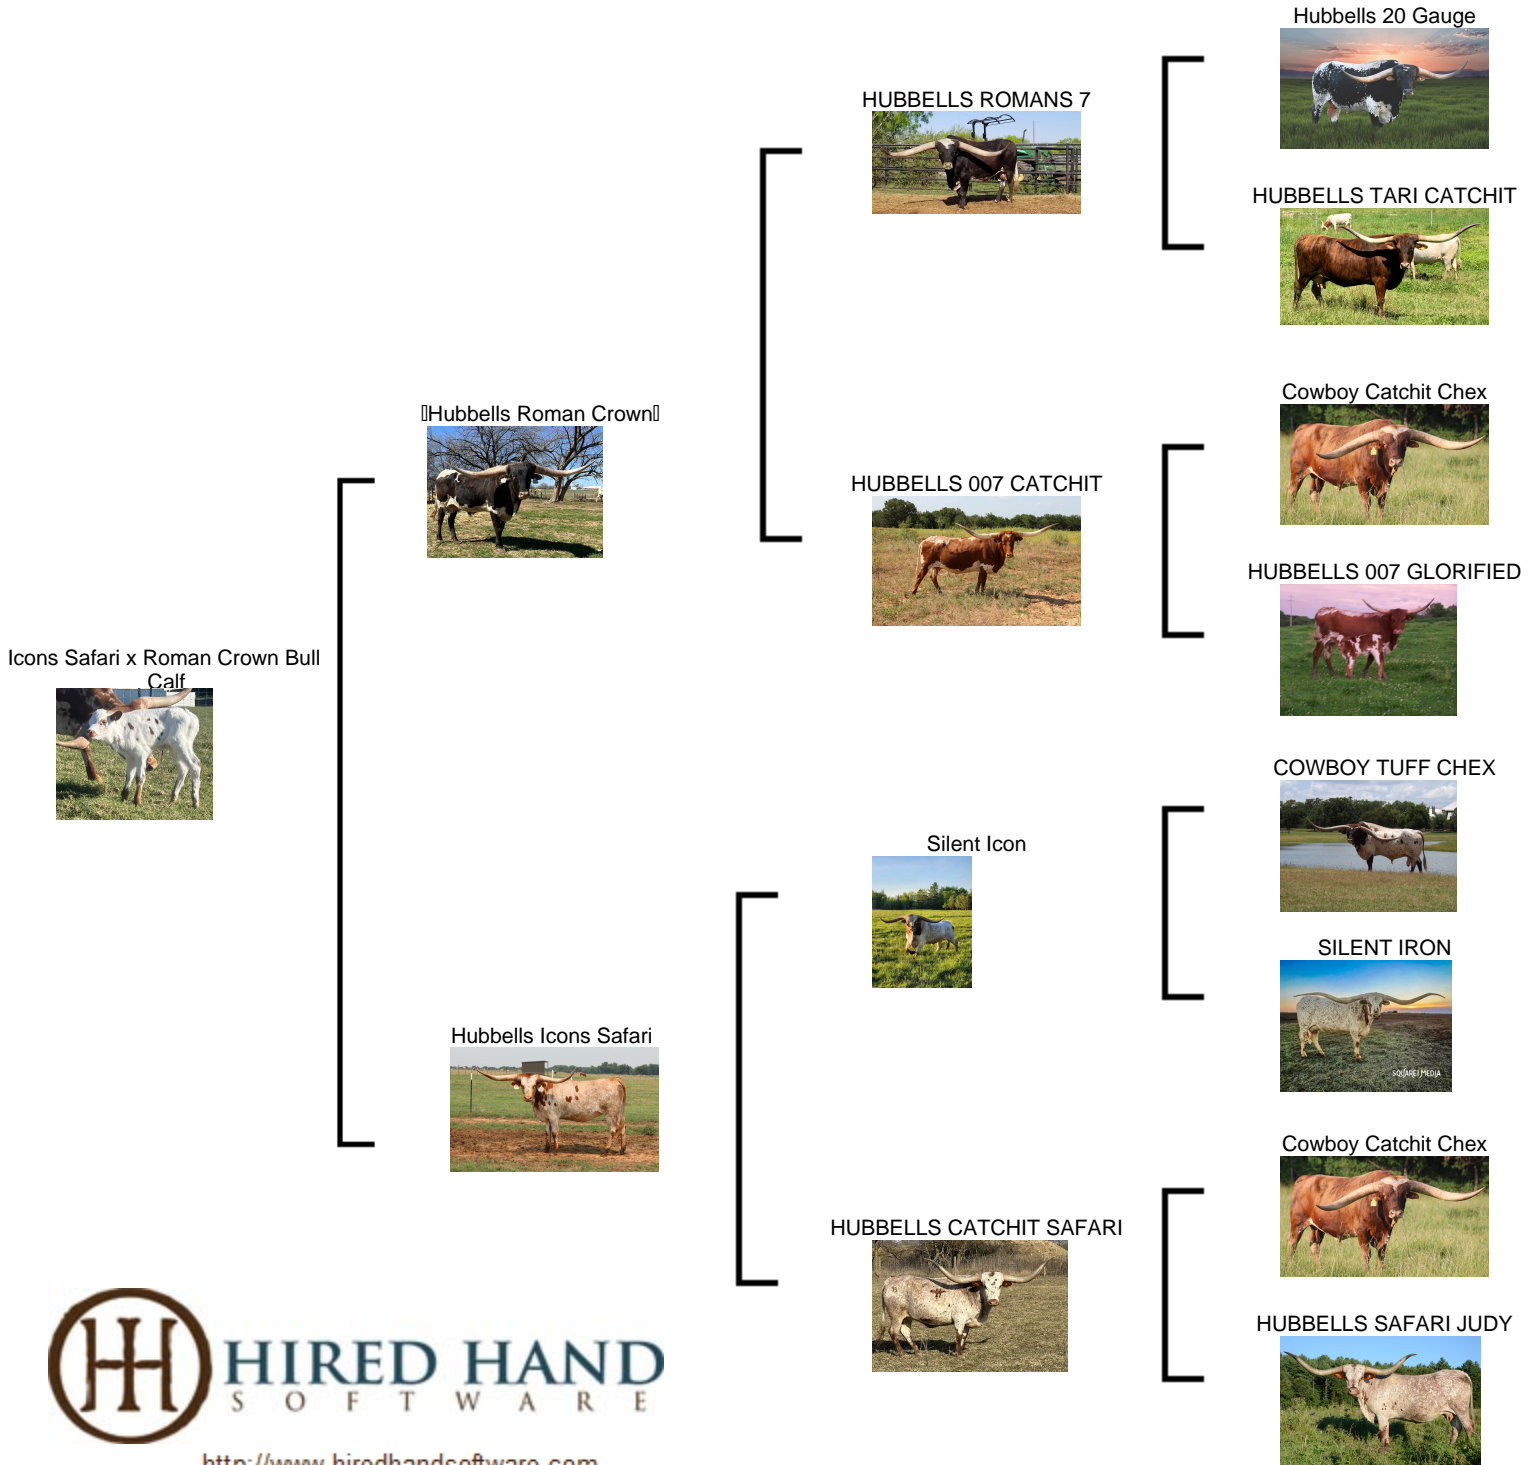 Hubbells 20 Gauge
HUBBELLS ROMANS 7
HUBBELLS TARI CATCHIT
Cowboy Catchit Chex
Hubbells Roman Crown
HUBBELLS 007 CATCHIT
HUBBELLS 007 GLORIFIED
Icons Safari x Roman Crown Bull
Calf
COWBOY TUFF CHEX
Silent Icon
SILENT IRON
SQUARE1 MEDIA
Hubbells Icons Safari
Cowboy Catchit Chex
HUBBELLS CATCHIT SAFARI
HUBBELLS SAFARI JUDY
HIRED HAND
SOFTWARE
http://www.hiredhandsoftware.com